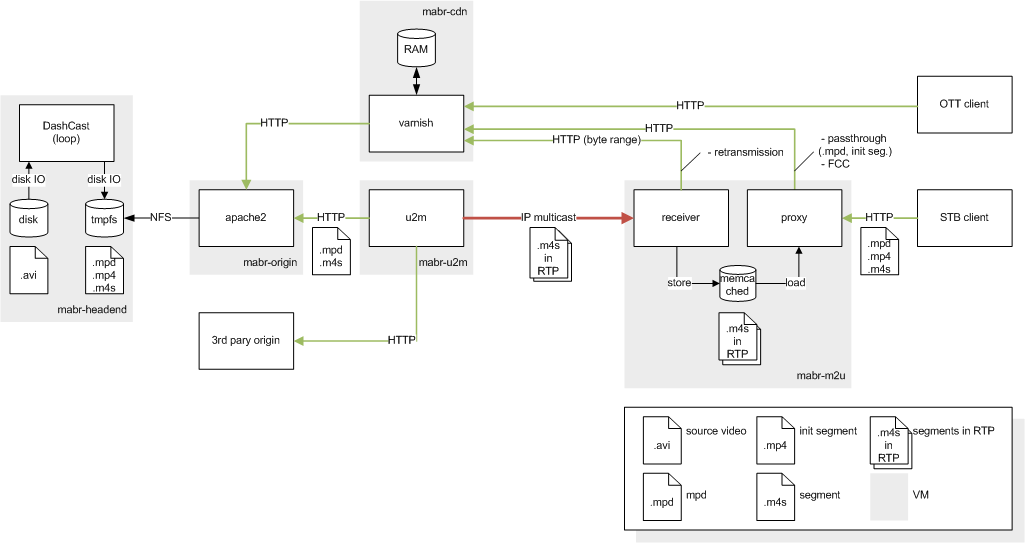 mabr-cdn
RAM
varnish
HTTP
OTT client
HTTP
HTTP
HTTP (byte range)
- retransmission
- passthrough
(.mpd, init seg.)
- FCC
DashCast
(loop)
disk IO
disk IO
disk
tmpfs
NFS
.avi
.mpd
.mp4
.m4s
mabr-headend
apache2
mabr-origin
HTTP
.mpd
.m4s
u2m
mabr-u2m
IP multicast
.m4s
in
RTP
receiver
proxy
HTTP
STB client
.mpd
.mp4
.m4s
store
memca
ched
load
.m4s
in
RTP
mabr-m2u
3rd pary origin
HTTP
.avi
source video
.mp4
init segment
.m4s
in
RTP
segments in RTP
.mpd
mpd
.m4s
segment
VM